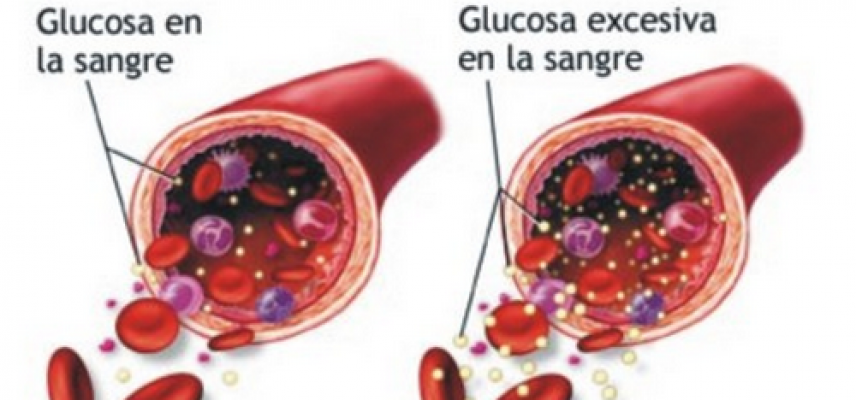 Glucosa en
la sangre
Glucosa excesiva
en la sangre